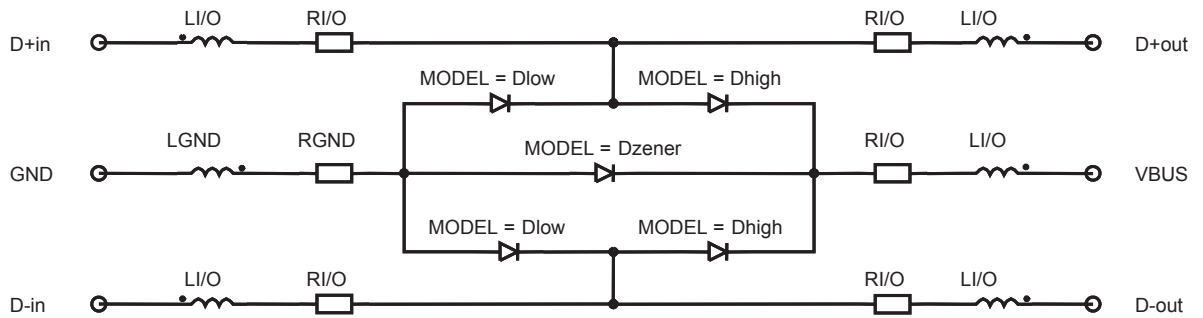 LI/O RI/O RI/O LI/O
D+in D+out
MODEL = Dlow MODEL = Dhigh
LGND RGND MODEL = Dzener RI/O LI/O
GND VBUS
MODEL = Dlow MODEL = Dhigh
LI/O RI/O RI/O LI/O
D-in D-out